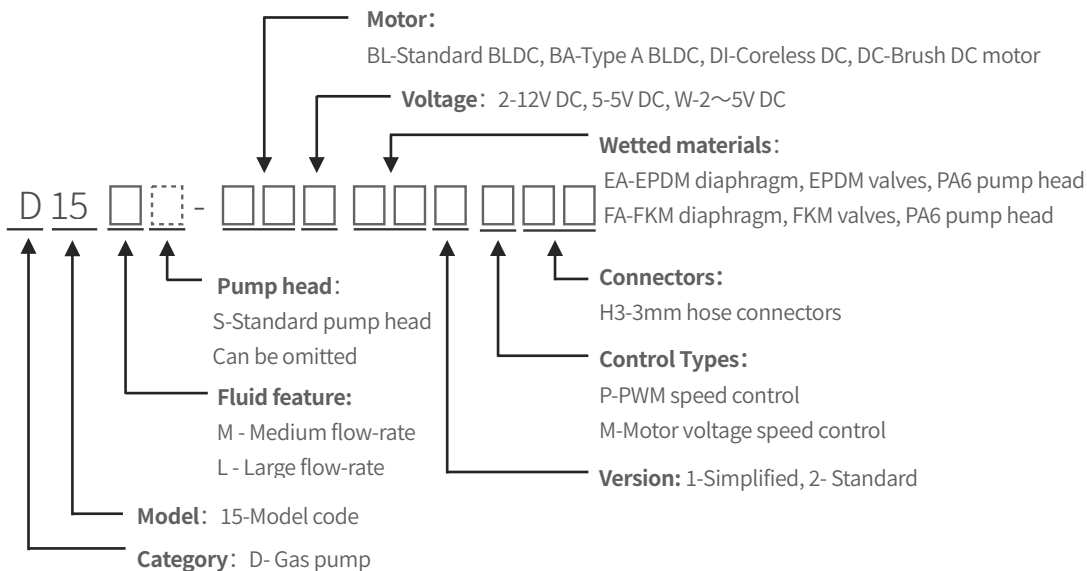 Motor：
BL-Standard BLDC, BA-Type A BLDC, DI-Coreless DC, DC-Brush DC motor
Voltage：2-12V DC, 5-5V DC, W-2～5V DC
Wetted materials：
EA-EPDM diaphragm, EPDM valves, PA6 pump head
FA-FKM diaphragm, FKM valves, PA6 pump head
D 15 -
Pump head：
S-Standard pump head
Can be omitted
Fluid feature:
M - Medium flow-rate
L - Large flow-rate
Connectors：
H3-3mm hose connectors
Control Types：
P-PWM speed control
M-Motor voltage speed control
Version: 1-Simplified, 2- Standard
Model：15-Model code
Category：D- Gas pump